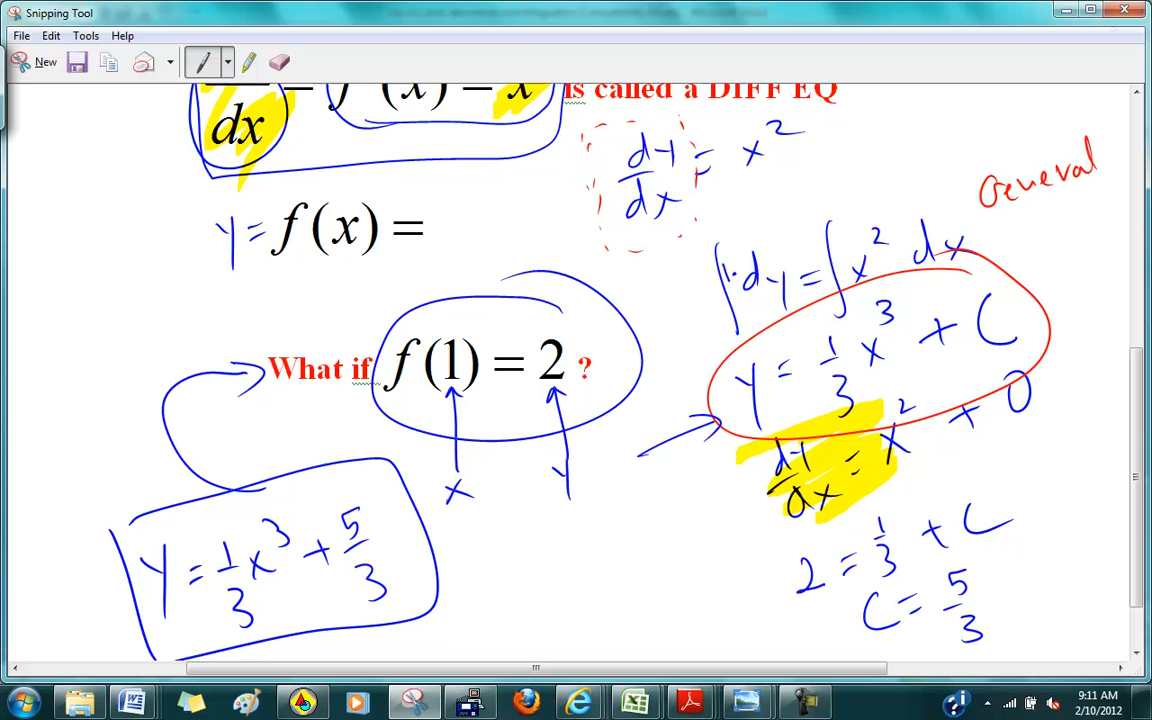 Snipping Tool
File Edit Tools Help
New
dx = f'(x) = x is called a DIFF EQ
dy/dx = x²
General
y = f(x) =
∫1·dy = ∫x² dx
y = 1/3 x³ + C
What if f(1) = 2 ?
dy/dx = x² + 0
x y
2 = 1/3 + C
y = 1/3 x³ + 5/3
C = 5/3
9:11 AM
2/10/2012